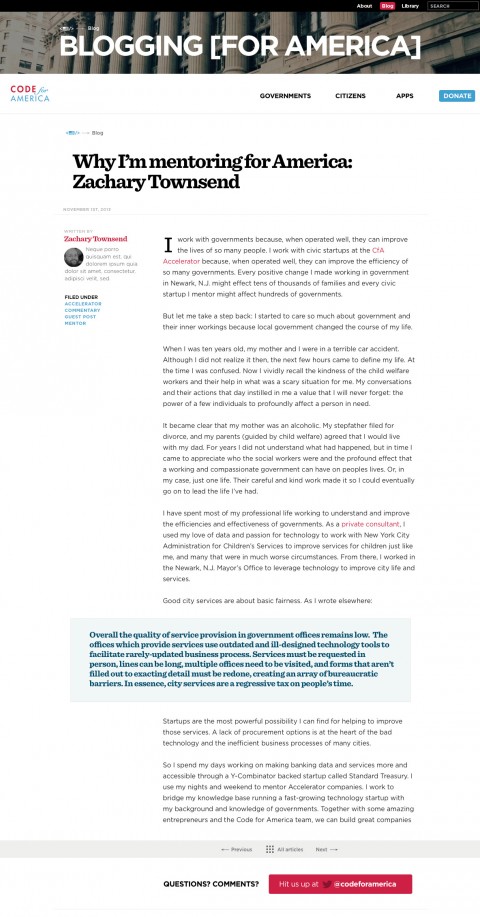 About Blog Library SEARCH
Blog
BLOGGING [FOR AMERICA]
CODE for
AMERICA
GOVERNMENTS CITIZENS APPS DONATE
Blog
Why I'm mentoring for America:
Zachary Townsend
NOVEMBER 1ST, 2013
WRITTEN BY
Zachary Townsend
Neque porro
quisquam est, qui
dolorem ipsum quia
dolor sit amet, consectetur,
adipisci velit, sed
FILED UNDER
ACCELERATOR
COMMENTARY
GUEST POST
MENTOR
I work with governments because, when operated well, they can improve
the lives of so many people. I work with civic startups at the CfA
Accelerator because, when operated well, they can improve the efficiency of
so many governments. Every positive change I made working in government
in Newark, N.J. might effect tens of thousands of families and every civic
startup I mentor might affect hundreds of governments.
But let me take a step back: I started to care so much about government and
their inner workings because local government changed the course of my life.
When I was ten years old, my mother and I were in a terrible car accident.
Although I did not realize it then, the next few hours came to define my life. At
the time I was confused. Now I vividly recall the kindness of the child welfare
workers and their help in what was a scary situation for me. My conversations
and their actions that day instilled in me a value that I will never forget: the
power of a few individuals to profoundly affect a person in need.
It became clear that my mother was an alcoholic. My stepfather filed for
divorce, and my parents (guided by child welfare) agreed that I would live
with my dad. For years I did not understand what had happened, but in time I
came to appreciate who the social workers were and the profound effect that
a working and compassionate government can have on peoples lives. Or, in
my case, just one life. Their careful and kind work made it so I could eventually
go on to lead the life I've had.
I have spent most of my professional life working to understand and improve
the efficiencies and effectiveness of governments. As a private consultant, I
used my love of data and passion for technology to work with New York City
Administration for Children's Services to improve services for children just like
me, and many that were in much worse circumstances. From there, I worked in
the Newark, N.J. Mayor's Office to leverage technology to improve city life and
services.
Good city services are about basic fairness. As I wrote elsewhere:
Overall the quality of service provision in government offices remains low. The
offices which provide services use outdated and ill-designed technology tools to
facilitate rarely-updated business process. Services must be requested in
person, lines can be long, multiple offices need to be visited, and forms that aren't
filled out to exacting detail must be redone, creating an array of bureaucratic
barriers. In essence, city services are a regressive tax on people's time.
Startups are the most powerful possibility I can find for helping to improve
those services. A lack of procurement options is at the heart of the bad
technology and the inefficient business processes of many cities.
So I spend my days working on making banking data and services more and
accessible through a Y-Combinator backed startup called Standard Treasury. I
use my nights and weekend to mentor Accelerator companies. I work to
bridge my knowledge base running a fast-growing technology startup with
my background and knowledge of governments. Together with some amazing
entrepreneurs and the Code for America team, we can build great companies
Previous All articles Next
QUESTIONS? COMMENTS? Hit us up at @codeforamerica